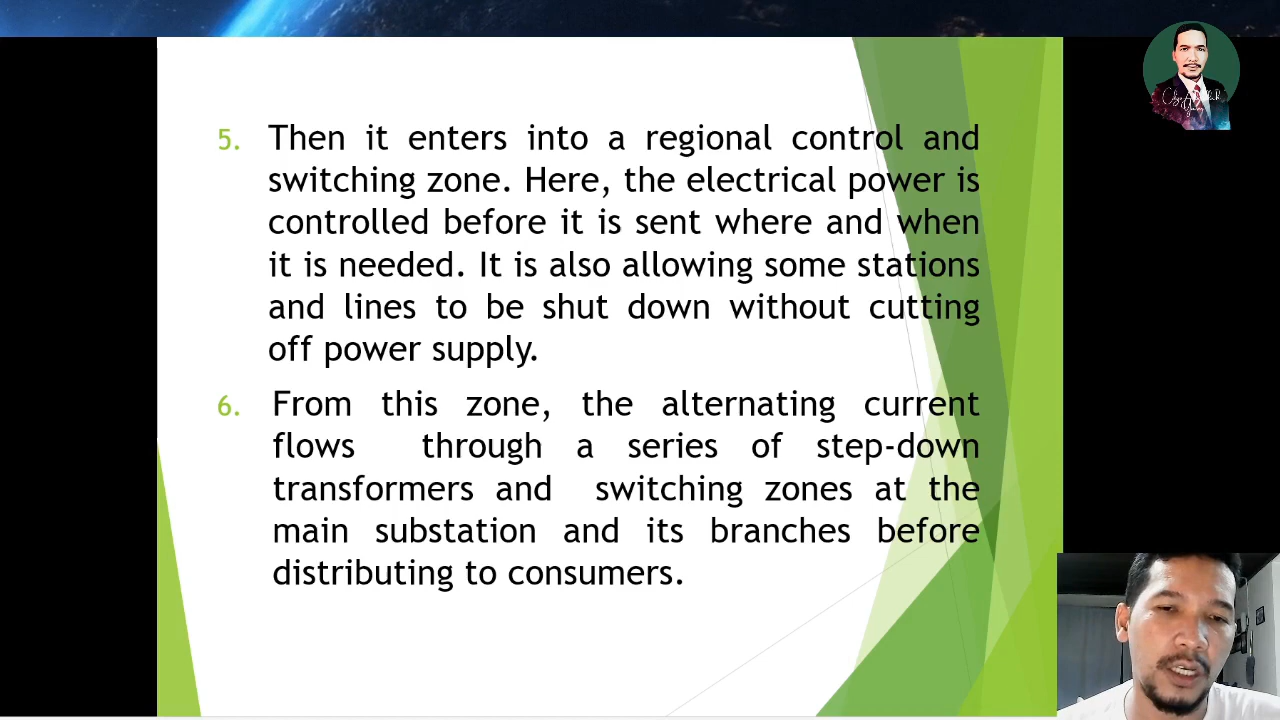 5. Then it enters into a regional control and
switching zone. Here, the electrical power is
controlled before it is sent where and when
it is needed. It is also allowing some stations
and lines to be shut down without cutting
off power supply.
6. From this zone, the alternating current
flows through a series of step-down
transformers and switching zones at the
main substation and its branches before
distributing to consumers.